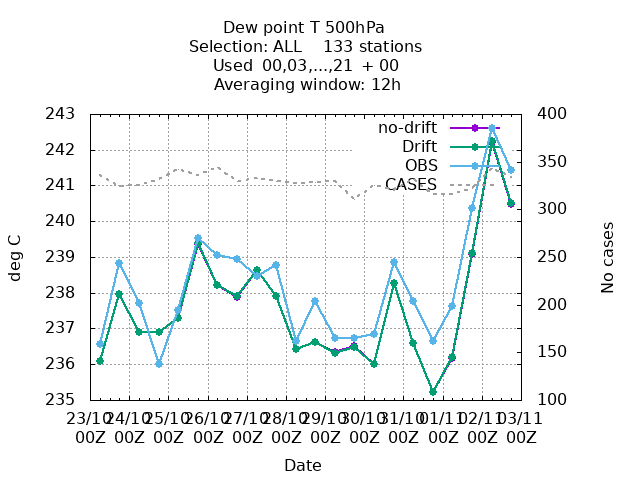 Dew point T 500hPa
Selection: ALL 133 stations
Used 00,03,...,21 + 00
Averaging window: 12h
no-drift
Drift
OBS
CASES
243
242
241
240
239
238
237
236
235
400
350
300
250
200
150
100
deg C
No cases
23/10 24/10 25/10 26/10 27/10 28/10 29/10 30/10 31/10 01/11 02/11 03/11
00Z 00Z 00Z 00Z 00Z 00Z 00Z 00Z 00Z 00Z 00Z 00Z
Date